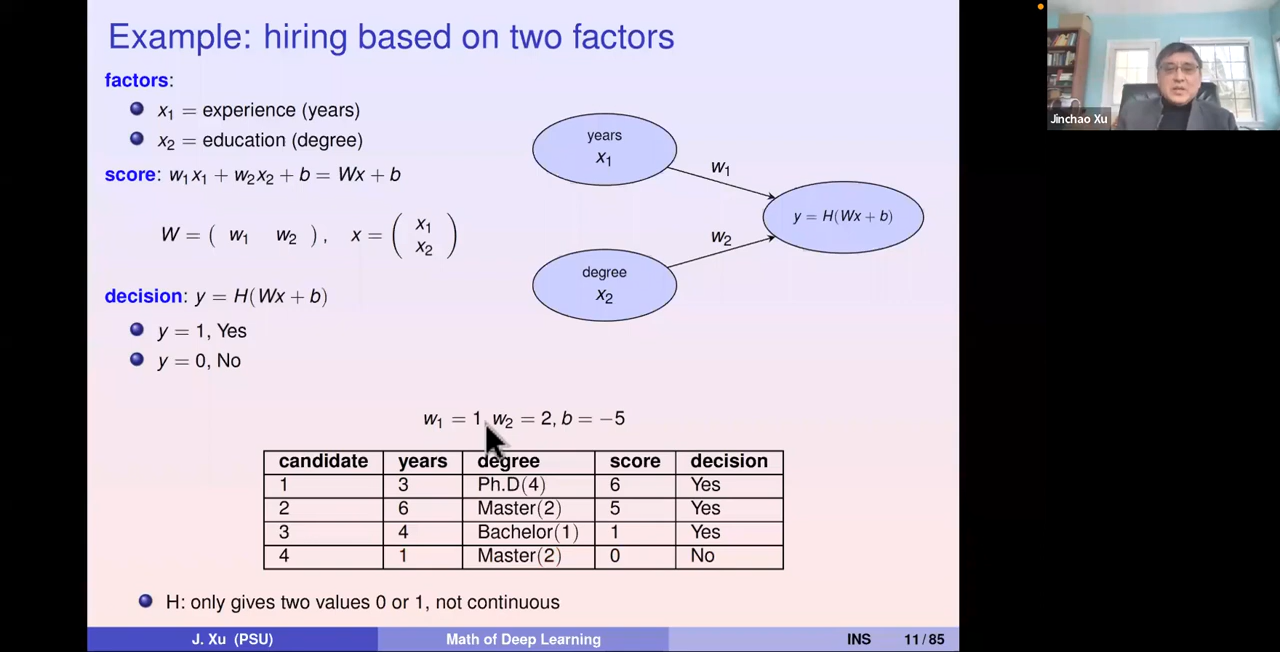 Example: hiring based on two factors
factors:
x₁ = experience (years)
x₂ = education (degree)
score: w₁x₁ + w₂x₂ + b = Wx + b
W = ( w₁ w₂ ), x = ( x₁ x₂ )
decision: y = H(Wx + b)
y = 1, Yes
y = 0, No
years
x₁
w₁
y = H(Wx + b)
w₂
degree
x₂
w₁ = 1, w₂ = 2, b = −5
candidate years degree score decision
1 3 Ph.D(4) 6 Yes
2 6 Master(2) 5 Yes
3 4 Bachelor(1) 1 Yes
4 1 Master(2) 0 No
H: only gives two values 0 or 1, not continuous
J. Xu (PSU) Math of Deep Learning INS 11 / 85
Jinchao Xu